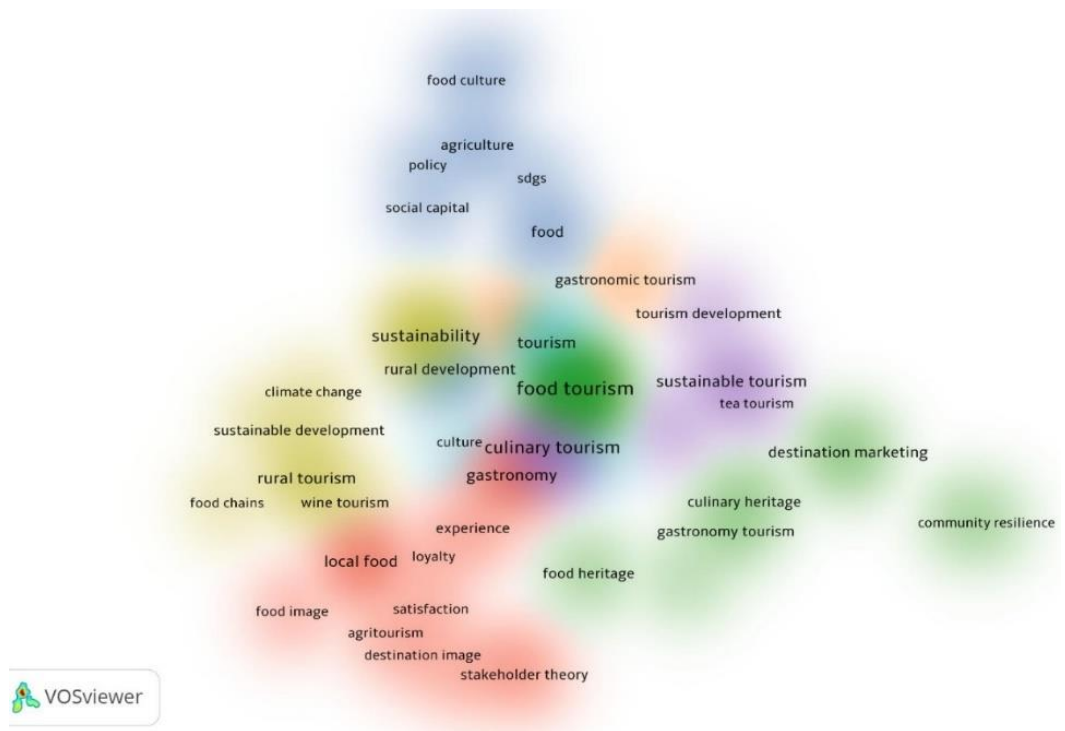 food culture
agriculture
policy
sdgs
social capital
food
gastronomic tourism
tourism development
sustainability
tourism
rural development
food tourism
sustainable tourism
climate change
tea tourism
sustainable development
culture
culinary tourism
destination marketing
gastronomy
rural tourism
food chains
wine tourism
culinary heritage
community resilience
experience
gastronomy tourism
local food
loyalty
food heritage
food image
satisfaction
agritourism
destination image
stakeholder theory
VOSviewer